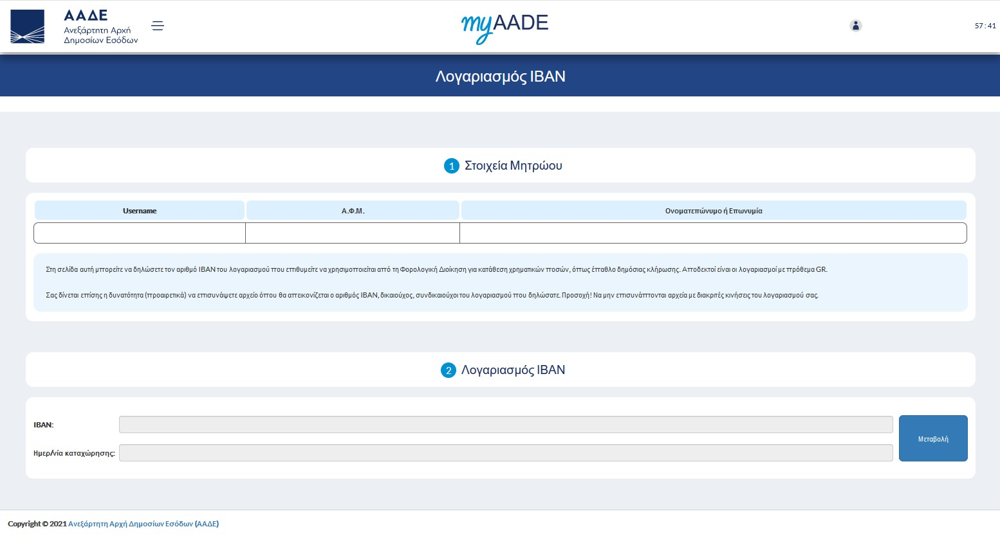 ΑΑΔΕ
Ανεξάρτητη Αρχή
Δημοσίων Εσόδων
myAADE
57 : 41
Λογαριασμός IBAN
1 Στοιχεία Μητρώου
Username Α.Φ.Μ. Ονοματεπώνυμο ή Επωνυμία
Στη σελίδα αυτή μπορείτε να δηλώσετε τον αριθμό IBAN του λογαριασμού που επιθυμείτε να χρησιμοποιείται από τη Φορολογική Διοίκηση για κατάθεση χρηματικών ποσών, όπως έπαθλο δημόσιας κλήρωσης. Αποδεκτοί είναι οι λογαριασμοί με πρόθεμα GR.
Σας δίνεται επίσης η δυνατότητα (προαιρετικά) να επισυνάψετε αρχείο όπου θα απεικονίζεται ο αριθμός IBAN, δικαιούχος, συνδικαιούχοι του λογαριασμού που δηλώσατε. Προσοχή! Να μην επισυνάπτονται αρχεία με διακριτές κινήσεις του λογαριασμού σας.
2 Λογαριασμός IBAN
IBAN:
Μεταβολή
Ημερ/νία καταχώρησης:
Copyright © 2021 Ανεξάρτητη Αρχή Δημοσίων Εσόδων (ΑΑΔΕ)